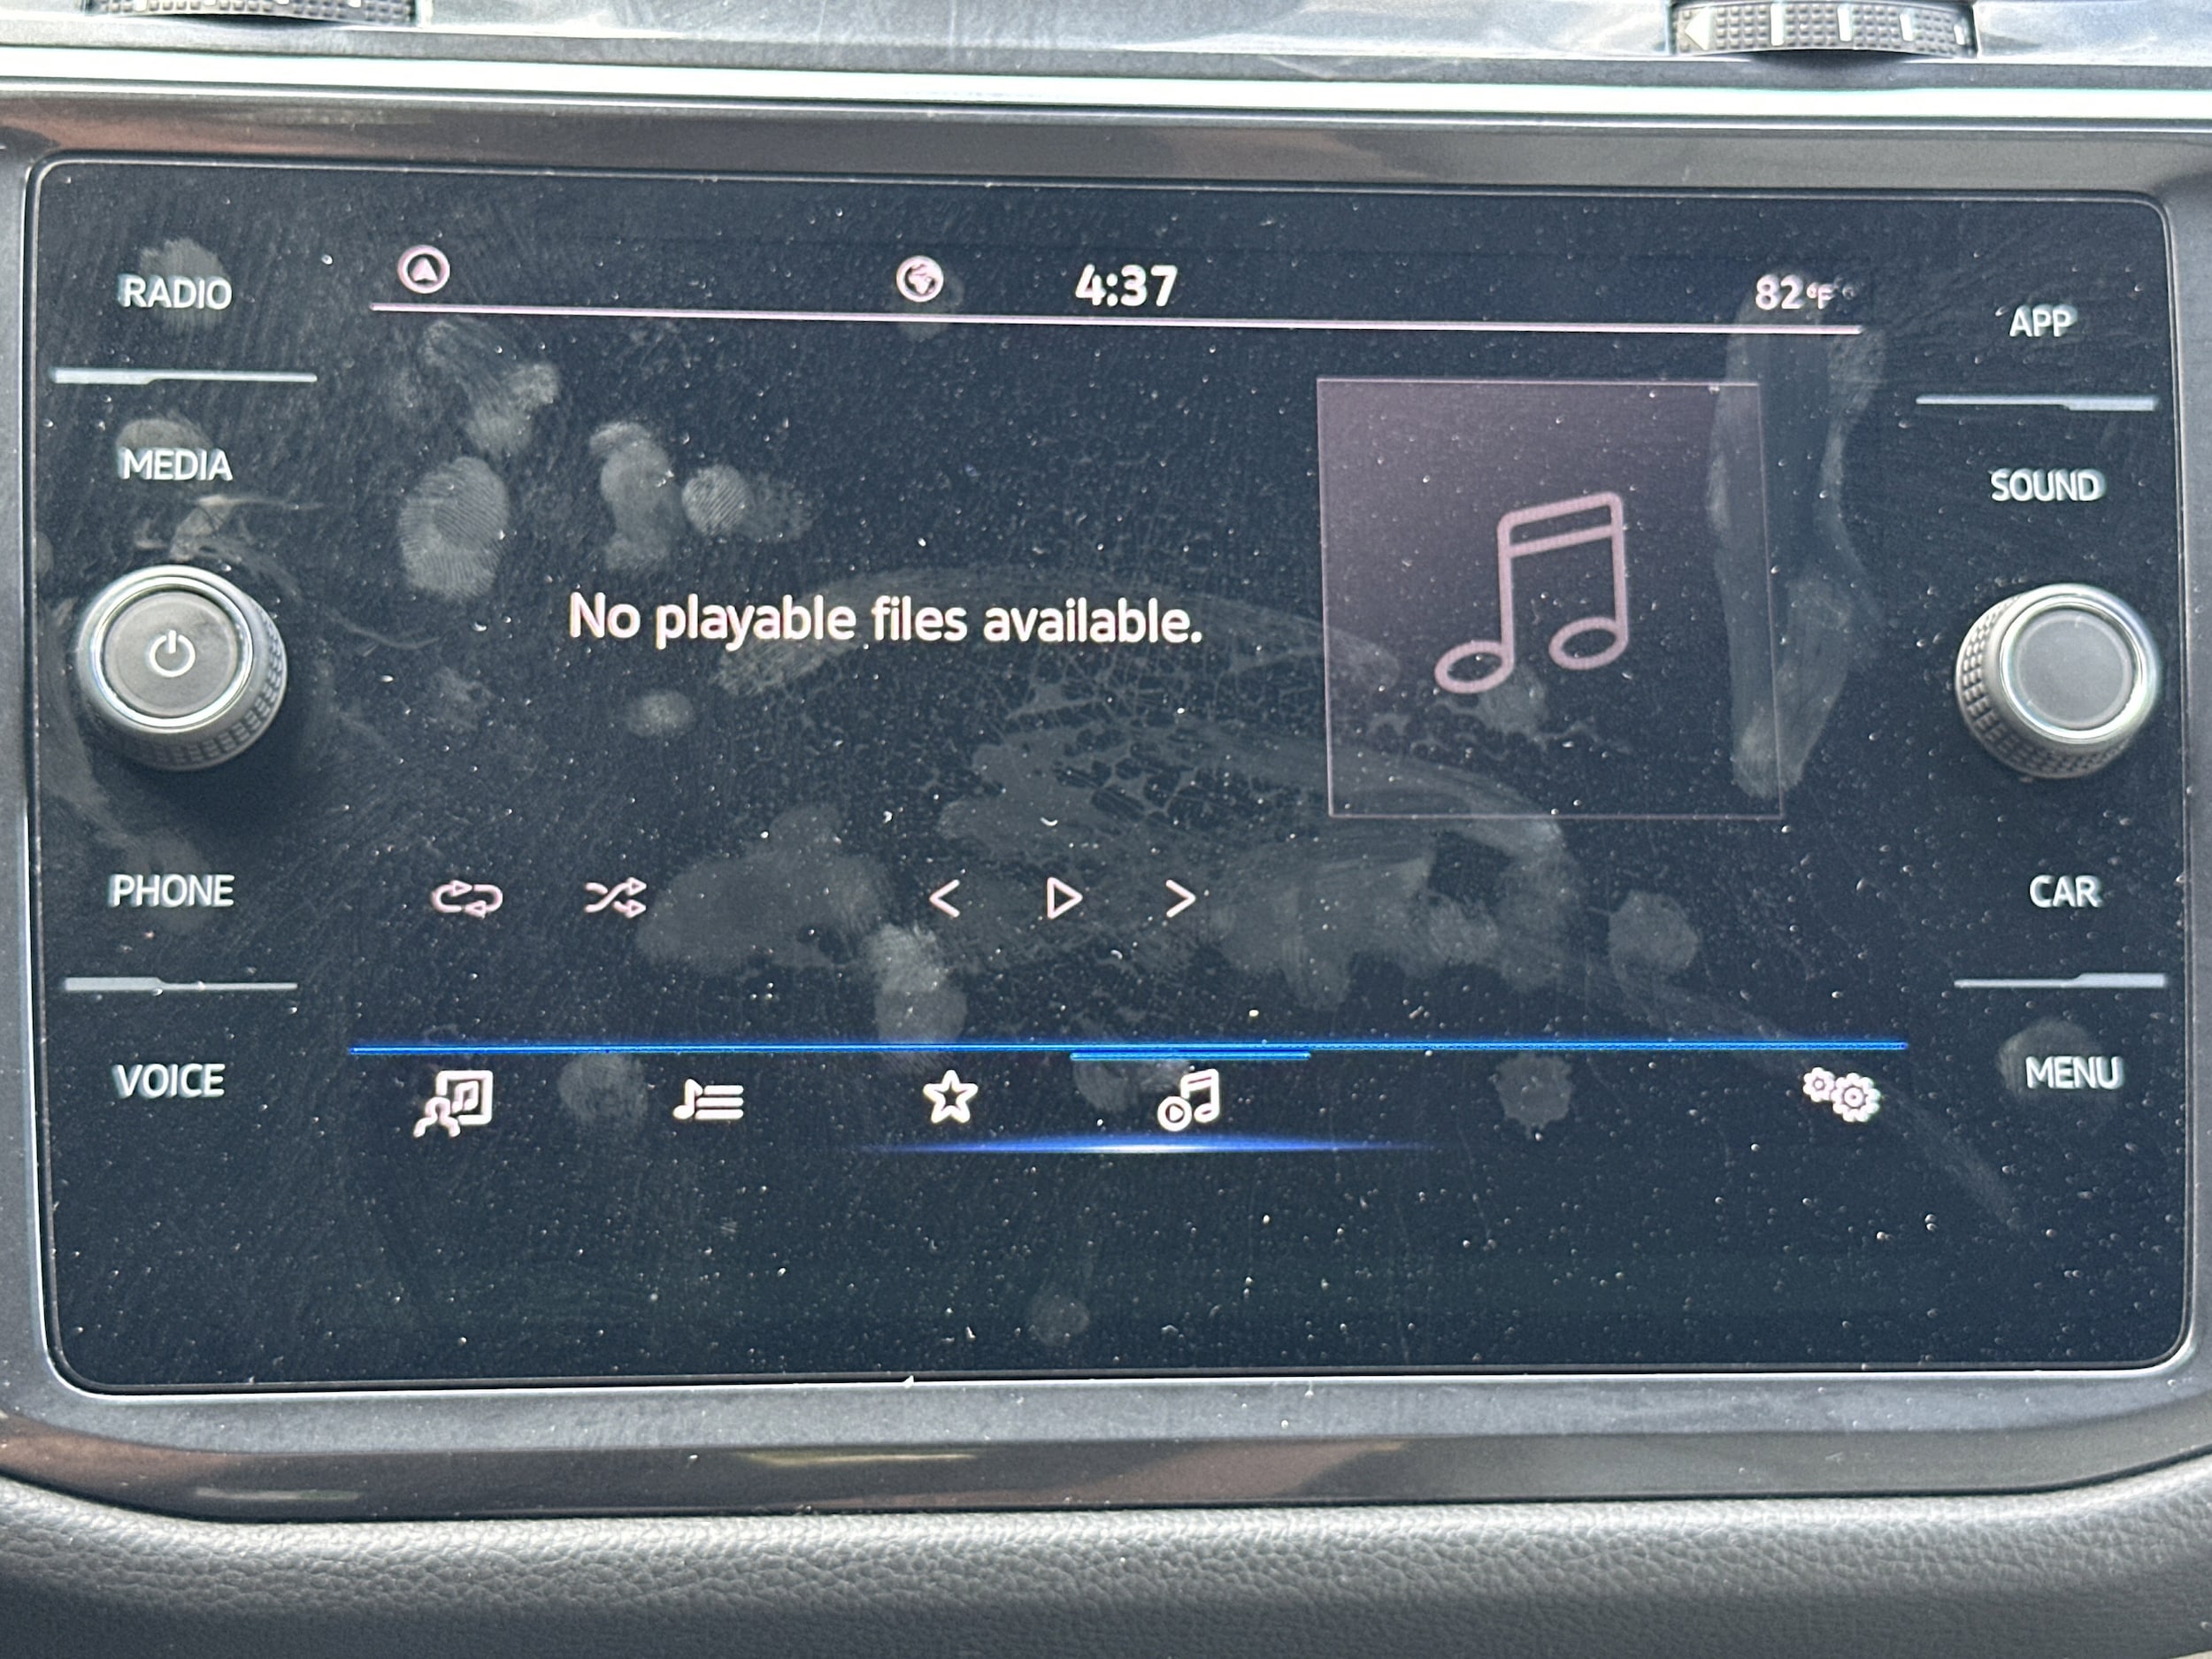 RADIO
4:37
82°F
APP
MEDIA
SOUND
No playable files available.
PHONE
CAR
VOICE
MENU